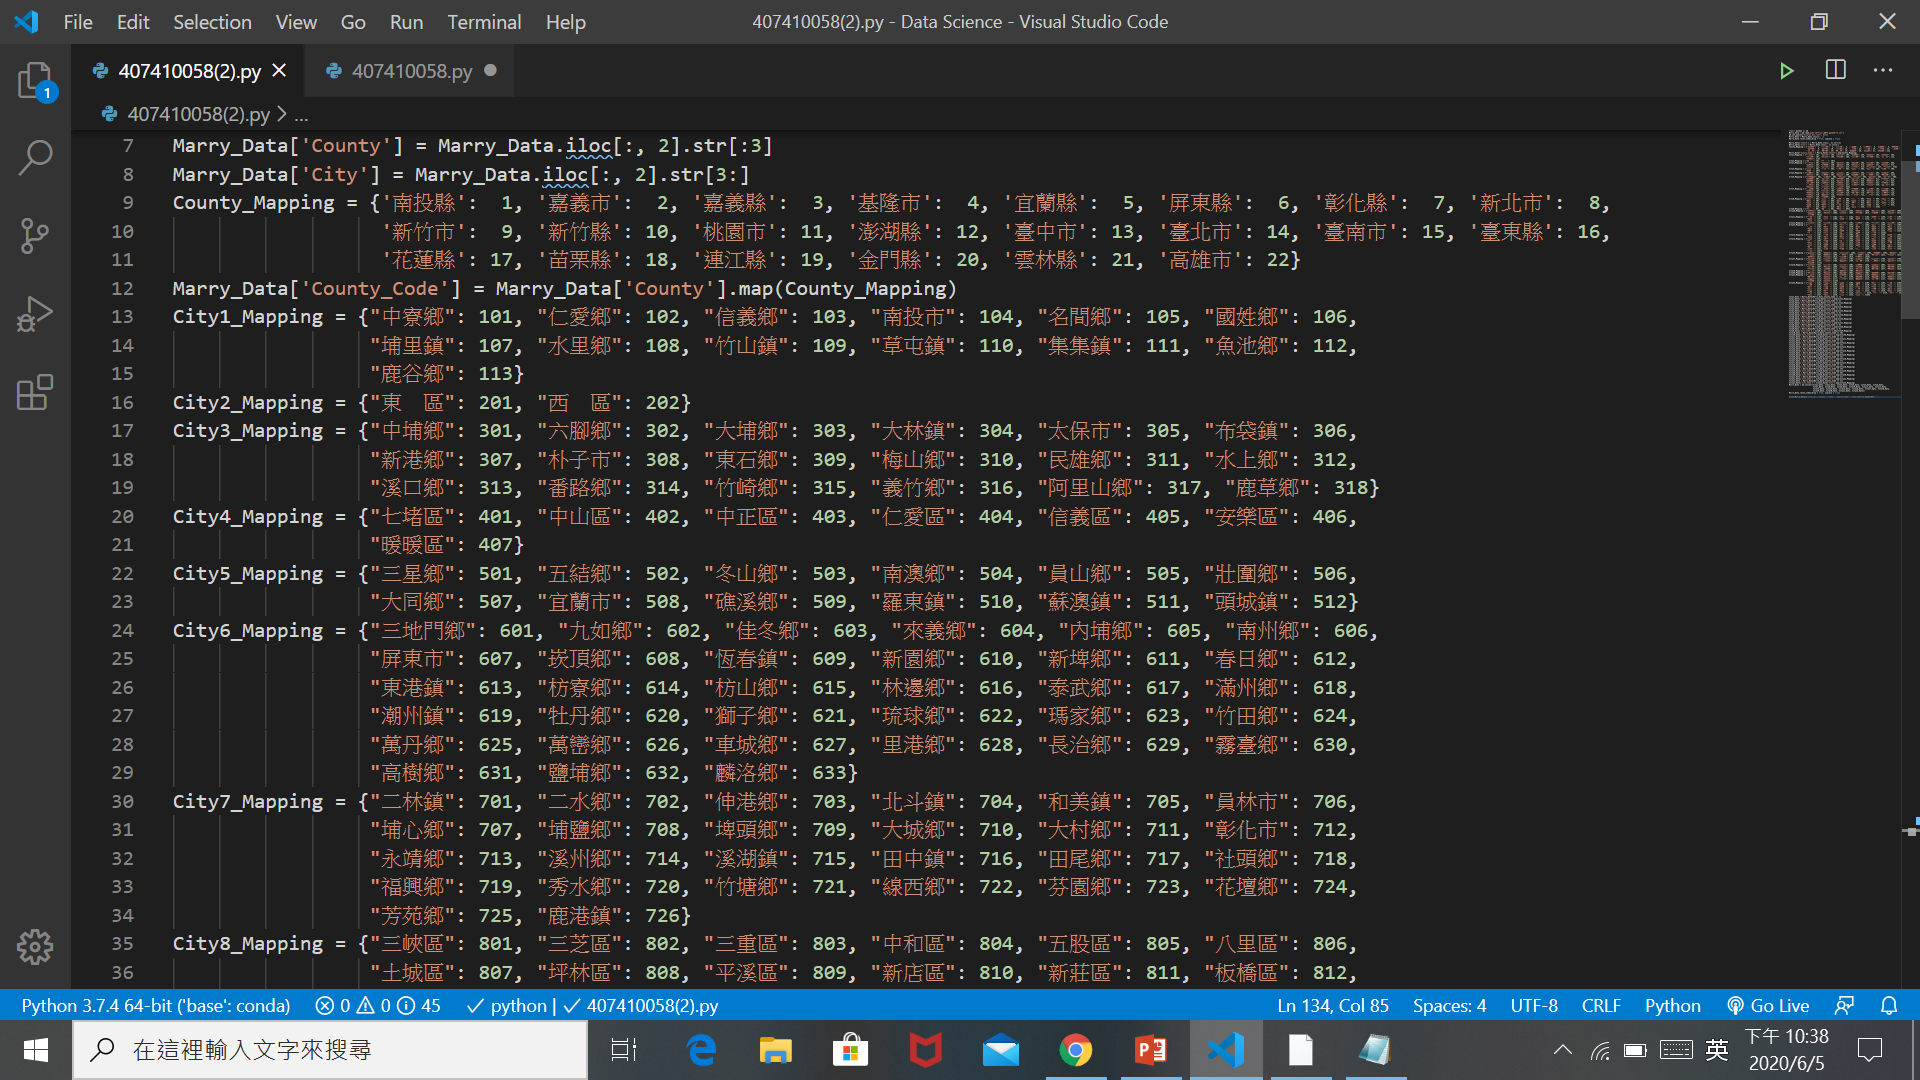 File Edit Selection View Go Run Terminal Help 407410058(2).py - Data Science - Visual Studio Code
407410058(2).py 407410058.py
1
407410058(2).py > ...
7 Marry_Data['County'] = Marry_Data.iloc[:, 2].str[:3]
8 Marry_Data['City'] = Marry_Data.iloc[:, 2].str[3:]
9 County_Mapping = {'南投縣': 1, '嘉義市': 2, '嘉義縣': 3, '基隆市': 4, '宜蘭縣': 5, '屏東縣': 6, '彰化縣': 7, '新北市': 8,
10 '新竹市': 9, '新竹縣': 10, '桃園市': 11, '澎湖縣': 12, '臺中市': 13, '臺北市': 14, '臺南市': 15, '臺東縣': 16,
11 '花蓮縣': 17, '苗栗縣': 18, '連江縣': 19, '金門縣': 20, '雲林縣': 21, '高雄市': 22}
12 Marry_Data['County_Code'] = Marry_Data['County'].map(County_Mapping)
13 City1_Mapping = {"中寮鄉": 101, "仁愛鄉": 102, "信義鄉": 103, "南投市": 104, "名間鄉": 105, "國姓鄉": 106,
14 "埔里鎮": 107, "水里鄉": 108, "竹山鎮": 109, "草屯鎮": 110, "集集鎮": 111, "魚池鄉": 112,
15 "鹿谷鄉": 113}
16 City2_Mapping = {"東　區": 201, "西　區": 202}
17 City3_Mapping = {"中埔鄉": 301, "六腳鄉": 302, "大埔鄉": 303, "大林鎮": 304, "太保市": 305, "布袋鎮": 306,
18 "新港鄉": 307, "朴子市": 308, "東石鄉": 309, "梅山鄉": 310, "民雄鄉": 311, "水上鄉": 312,
19 "溪口鄉": 313, "番路鄉": 314, "竹崎鄉": 315, "義竹鄉": 316, "阿里山鄉": 317, "鹿草鄉": 318}
20 City4_Mapping = {"七堵區": 401, "中山區": 402, "中正區": 403, "仁愛區": 404, "信義區": 405, "安樂區": 406,
21 "暖暖區": 407}
22 City5_Mapping = {"三星鄉": 501, "五結鄉": 502, "冬山鄉": 503, "南澳鄉": 504, "員山鄉": 505, "壯圍鄉": 506,
23 "大同鄉": 507, "宜蘭市": 508, "礁溪鄉": 509, "羅東鎮": 510, "蘇澳鎮": 511, "頭城鎮": 512}
24 City6_Mapping = {"三地門鄉": 601, "九如鄉": 602, "佳冬鄉": 603, "來義鄉": 604, "內埔鄉": 605, "南州鄉": 606,
25 "屏東市": 607, "崁頂鄉": 608, "恆春鎮": 609, "新園鄉": 610, "新埤鄉": 611, "春日鄉": 612,
26 "東港鎮": 613, "枋寮鄉": 614, "枋山鄉": 615, "林邊鄉": 616, "泰武鄉": 617, "滿州鄉": 618,
27 "潮州鎮": 619, "牡丹鄉": 620, "獅子鄉": 621, "琉球鄉": 622, "瑪家鄉": 623, "竹田鄉": 624,
28 "萬丹鄉": 625, "萬巒鄉": 626, "車城鄉": 627, "里港鄉": 628, "長治鄉": 629, "霧臺鄉": 630,
29 "高樹鄉": 631, "鹽埔鄉": 632, "麟洛鄉": 633}
30 City7_Mapping = {"二林鎮": 701, "二水鄉": 702, "伸港鄉": 703, "北斗鎮": 704, "和美鎮": 705, "員林市": 706,
31 "埔心鄉": 707, "埔鹽鄉": 708, "埤頭鄉": 709, "大城鄉": 710, "大村鄉": 711, "彰化市": 712,
32 "永靖鄉": 713, "溪州鄉": 714, "溪湖鎮": 715, "田中鎮": 716, "田尾鄉": 717, "社頭鄉": 718,
33 "福興鄉": 719, "秀水鄉": 720, "竹塘鄉": 721, "線西鄉": 722, "芬園鄉": 723, "花壇鄉": 724,
34 "芳苑鄉": 725, "鹿港鎮": 726}
35 City8_Mapping = {"三峽區": 801, "三芝區": 802, "三重區": 803, "中和區": 804, "五股區": 805, "八里區": 806,
36 "土城區": 807, "坪林區": 808, "平溪區": 809, "新店區": 810, "新莊區": 811, "板橋區": 812,
Python 3.7.4 64-bit ('base': conda) 0 0 45 python | 407410058(2).py Ln 134, Col 85 Spaces: 4 UTF-8 CRLF Python Go Live
在這裡輸入文字來搜尋 英 下午 10:38
2020/6/5